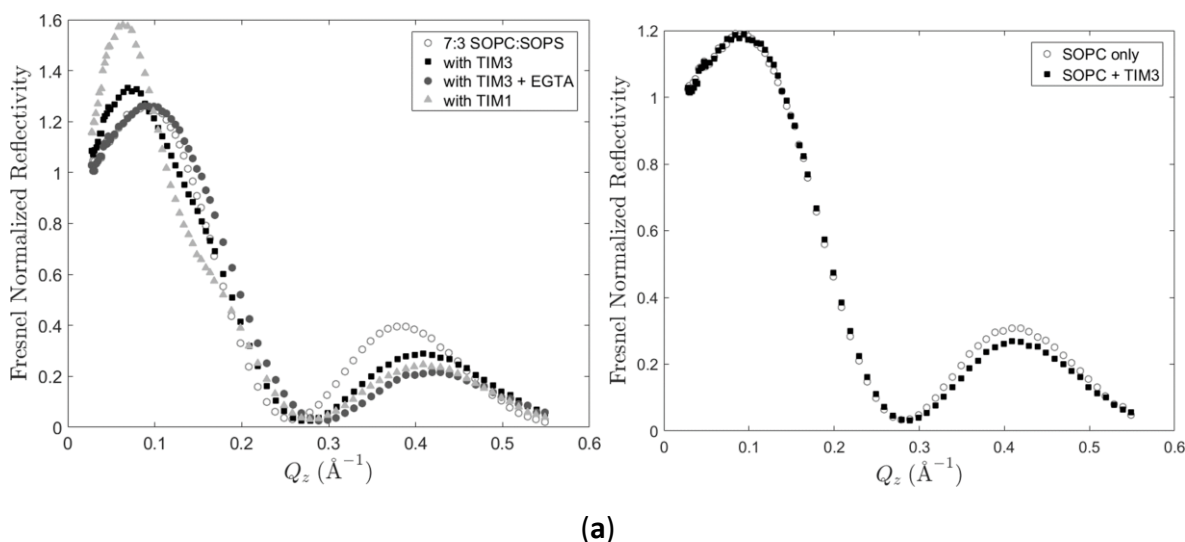 Fresnel Normalized Reflectivity
1.6
1.4
1.2
1
0.8
0.6
0.4
0.2
0
0
0.1
0.2
0.3
0.4
0.5
0.6
Q_z (Å⁻¹)
7:3 SOPC:SOPS
with TIM3
with TIM3 + EGTA
with TIM1
Fresnel Normalized Reflectivity
1.2
1
0.8
0.6
0.4
0.2
0
0
0.1
0.2
0.3
0.4
0.5
0.6
Q_z (Å⁻¹)
SOPC only
SOPC + TIM3
(a)